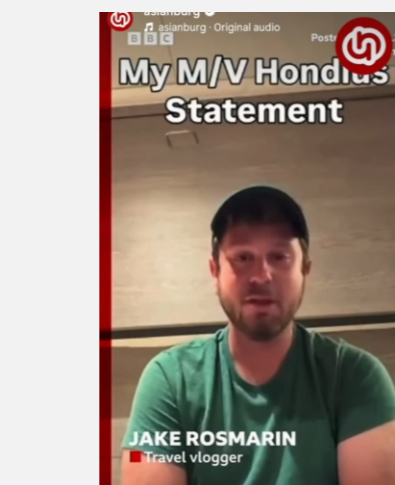 asianburg
asianburg · Original audio
BBC
My M/V Hondius
Statement
JAKE ROSMARIN
Travel vlogger